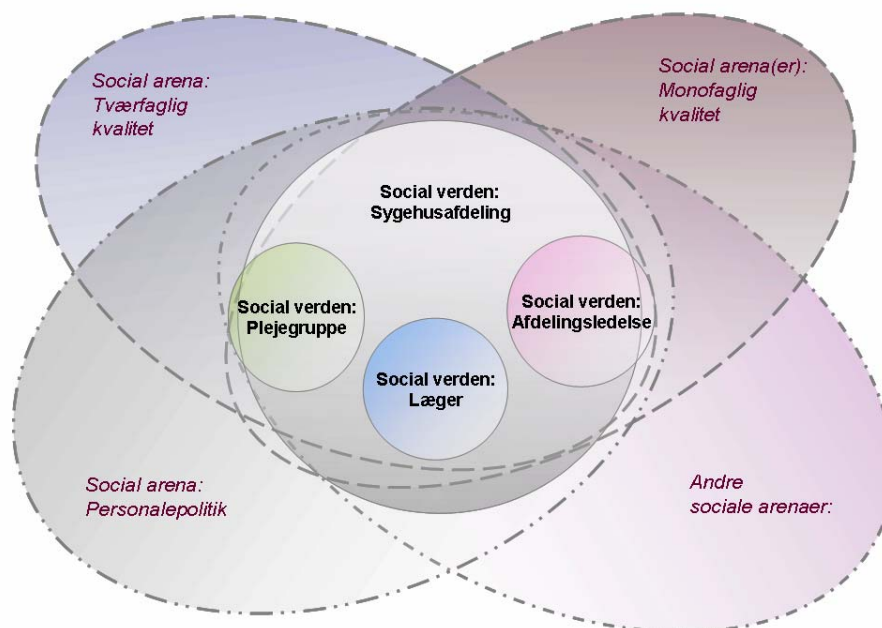 Social arena:
Tværfaglig
kvalitet
Social arena(er):
Monofaglig
kvalitet
Social verden:
Sygehusafdeling
Social verden:
Plejegruppe
Social verden:
Afdelingsledelse
Social verden:
Læger
Social arena:
Personalepolitik
Andre
sociale arenaer: